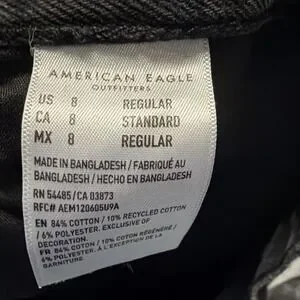 AMERICAN EAGLE
OUTFITTERS
US 8 REGULAR
CA 8 STANDARD
MX 8 REGULAR
MADE IN BANGLADESH / FABRIQUÉ AU
BANGLADESH / HECHO EN BANGLADESH
RN 54485 / CA 03873
RFC# AEM120605U9A
EN 84% COTTON / 10% RECYCLED COTTON
/ 6% POLYESTER. EXCLUSIVE OF
DECORATION.
FR 84% COTON / 10% COTON RÉGÉNÉRÉ /
6% POLYESTER. À L'EXCEPTION DE LA
GARNITURE.